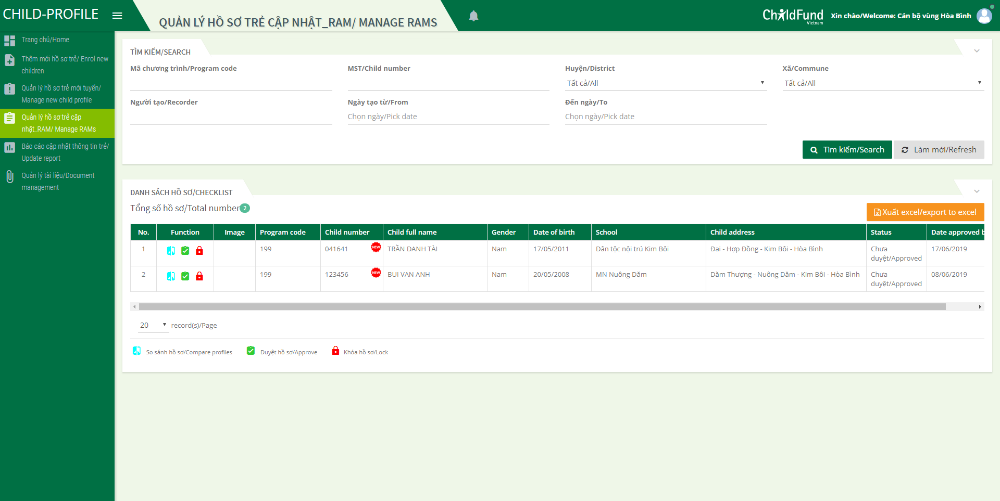 CHILD-PROFILE
QUẢN LÝ HỒ SƠ TRẺ CẬP NHẬT_RAM/ MANAGE RAMS
ChildFund
Vietnam
Xin chào/Welcome: Cán bộ vùng Hòa Bình
Trang chủ/Home
Thêm mới hồ sơ trẻ/ Enrol new
children
Quản lý hồ sơ trẻ mới tuyển/
Manage new child profile
Quản lý hồ sơ trẻ cập
nhật_RAM/ Manage RAMs
Báo cáo cập nhật thông tin trẻ/
Update report
Quản lý tài liệu/Document
management
TÌM KIẾM/SEARCH
Mã chương trình/Program code
MST/Child number
Huyện/District
Xã/Commune
Tất cả/All
Tất cả/All
Người tạo/Recorder
Ngày tạo từ/From
Đến ngày/To
Chọn ngày/Pick date
Chọn ngày/Pick date
Tìm kiếm/Search
Làm mới/Refresh
DANH SÁCH HỒ SƠ/CHECKLIST
Tổng số hồ sơ/Total number 2
Xuất excel/export to excel
No. Function Image Program code Child number Child full name Gender Date of birth School Child address Status Date approved b
1 199 041641 NEW TRẦN DANH TÀI Nam 17/05/2011 Dân tộc nội trú Kim Bôi Đai - Hợp Đồng - Kim Bôi - Hòa Bình Chưa 17/06/2019
duyệt/Approved
2 199 123456 NEW BUI VAN ANH Nam 20/05/2008 MN Nuông Dăm Dăm Thượng - Nuông Dăm - Kim Bôi - Hòa Bình Chưa 08/06/2019
duyệt/Approved
20 record(s)/Page
So sánh hồ sơ/Compare profiles
Duyệt hồ sơ/Approve
Khóa hồ sơ/Lock